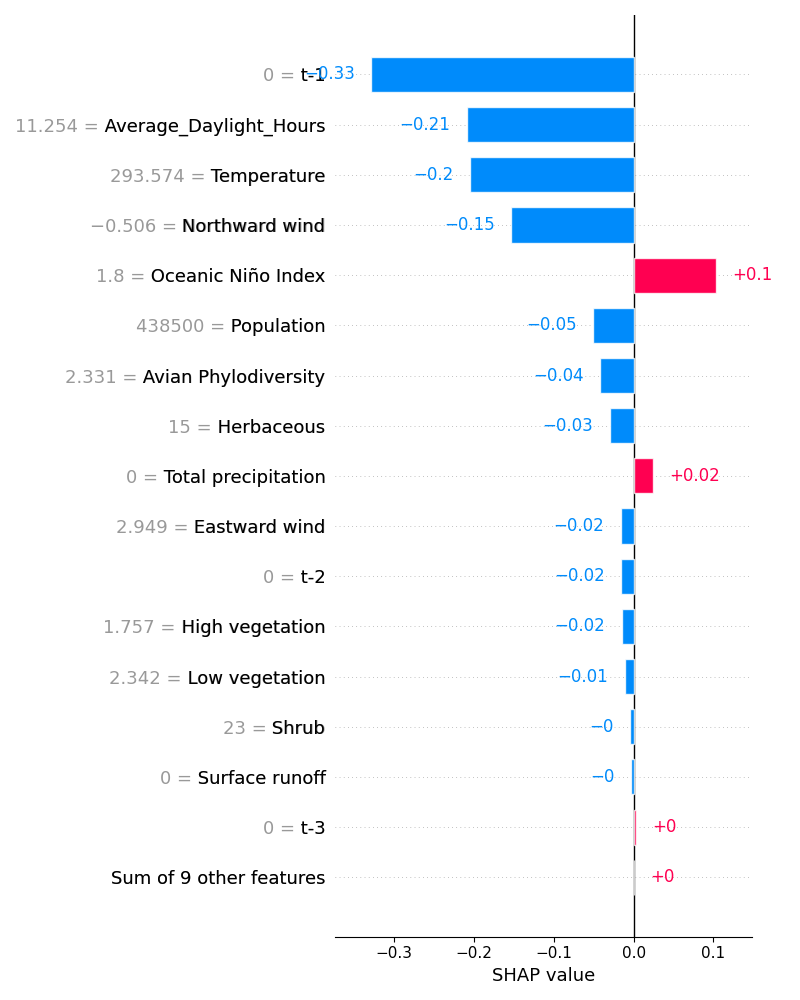 0 = t-1 −0.33
11.254 = Average_Daylight_Hours −0.21
293.574 = Temperature −0.2
−0.506 = Northward wind −0.15
1.8 = Oceanic Niño Index +0.1
438500 = Population −0.05
2.331 = Avian Phylodiversity −0.04
15 = Herbaceous −0.03
0 = Total precipitation +0.02
2.949 = Eastward wind −0.02
0 = t-2 −0.02
1.757 = High vegetation −0.02
2.342 = Low vegetation −0.01
23 = Shrub −0
0 = Surface runoff −0
0 = t-3 +0
Sum of 9 other features +0
−0.3 −0.2 −0.1 0.0 0.1
SHAP value